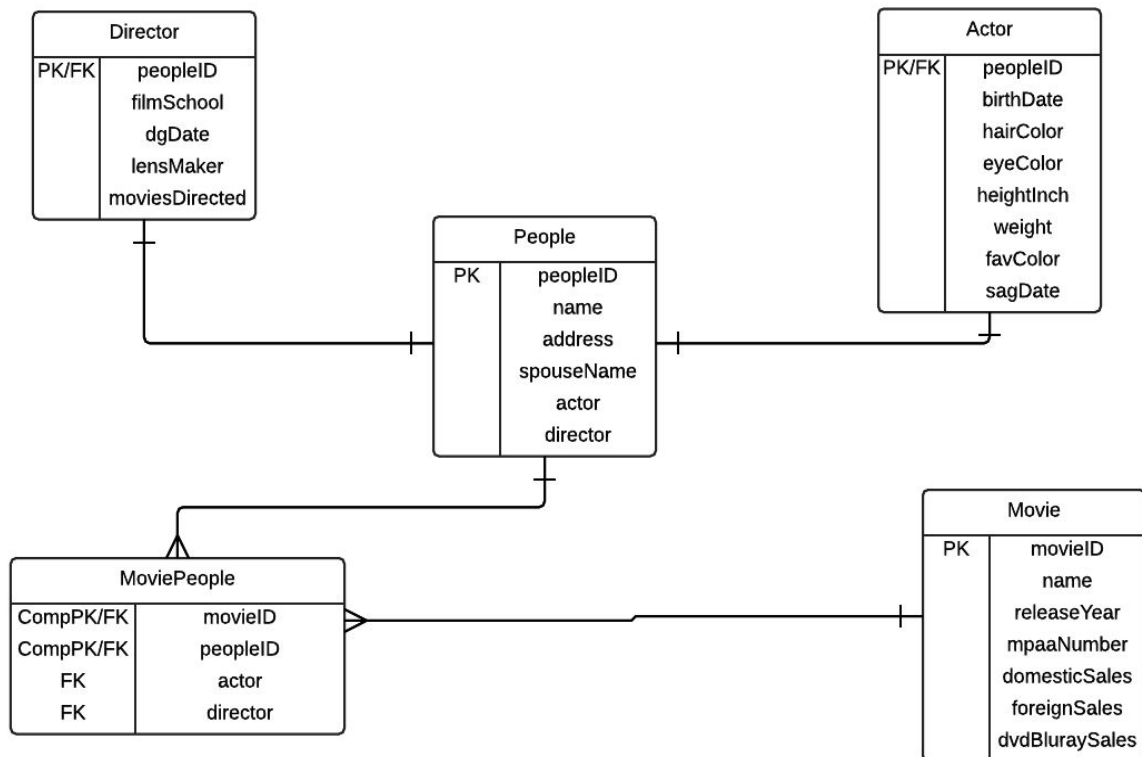 Director
PK/FK peopleID
filmSchool
dgDate
lensMaker
moviesDirected
Actor
PK/FK peopleID
birthDate
hairColor
eyeColor
heightInch
weight
favColor
sagDate
People
PK peopleID
name
address
spouseName
actor
director
MoviePeople
CompPK/FK movieID
CompPK/FK peopleID
FK actor
FK director
Movie
PK movieID
name
releaseYear
mpaaNumber
domesticSales
foreignSales
dvdBluraySales